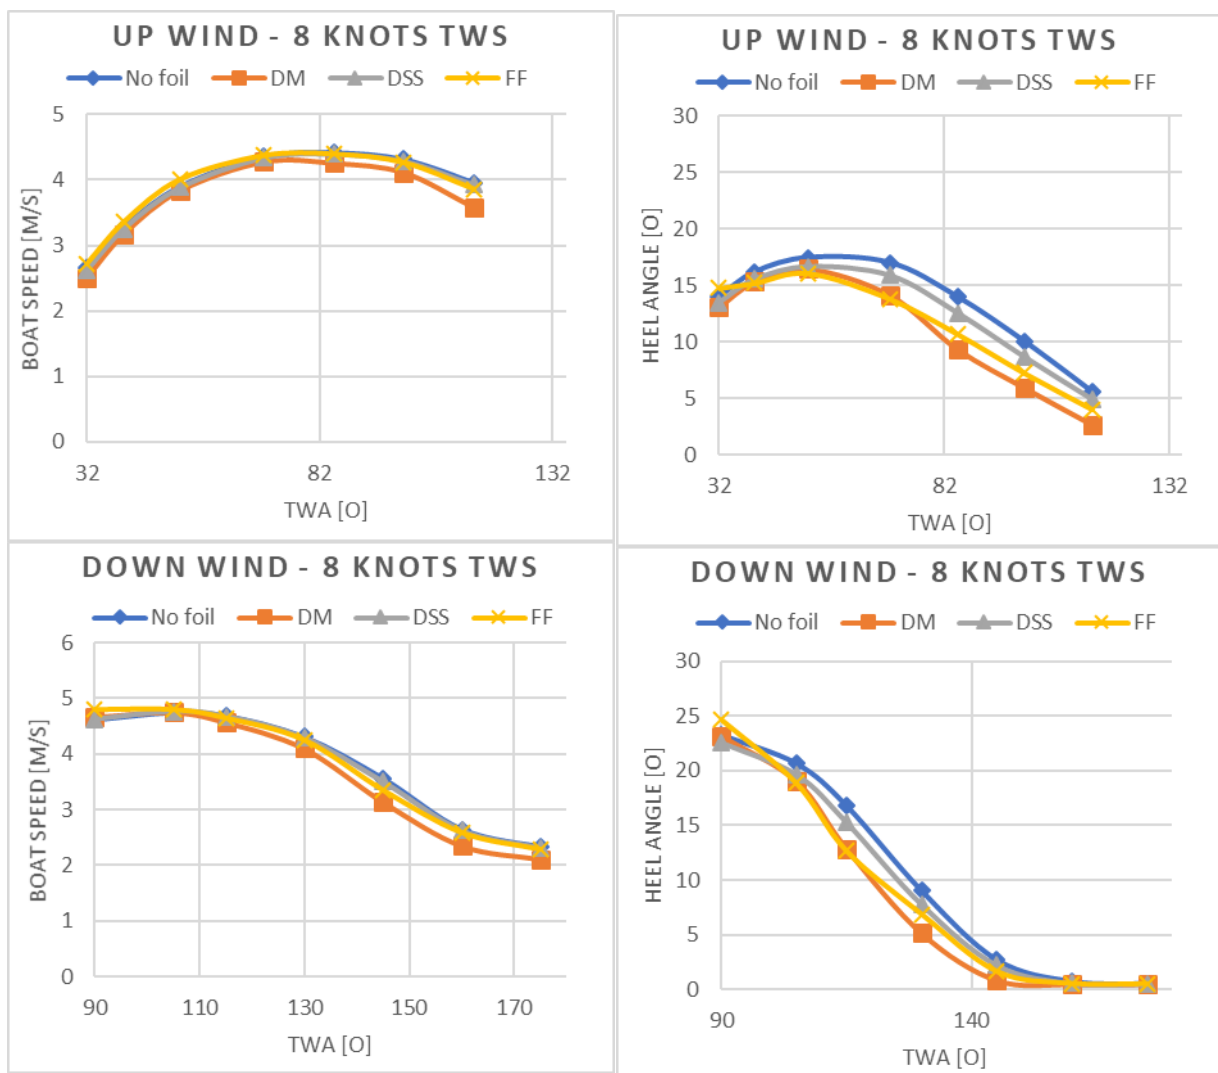 UP WIND - 8 KNOTS TWS
No foil DM DSS FF
5
4
3
2
1
0
BOAT SPEED [M/S]
32 82 132
TWA [O]
UP WIND - 8 KNOTS TWS
No foil DM DSS FF
30
25
20
15
10
5
0
HEEL ANGLE [O]
32 82 132
TWA [O]
DOWN WIND - 8 KNOTS TWS
No foil DM DSS FF
6
5
4
3
2
1
0
BOAT SPEED [M/S]
90 110 130 150 170
TWA [O]
DOWN WIND - 8 KNOTS TWS
No foil DM DSS FF
30
25
20
15
10
5
0
HEEL ANGLE [O]
90 140
TWA [O]